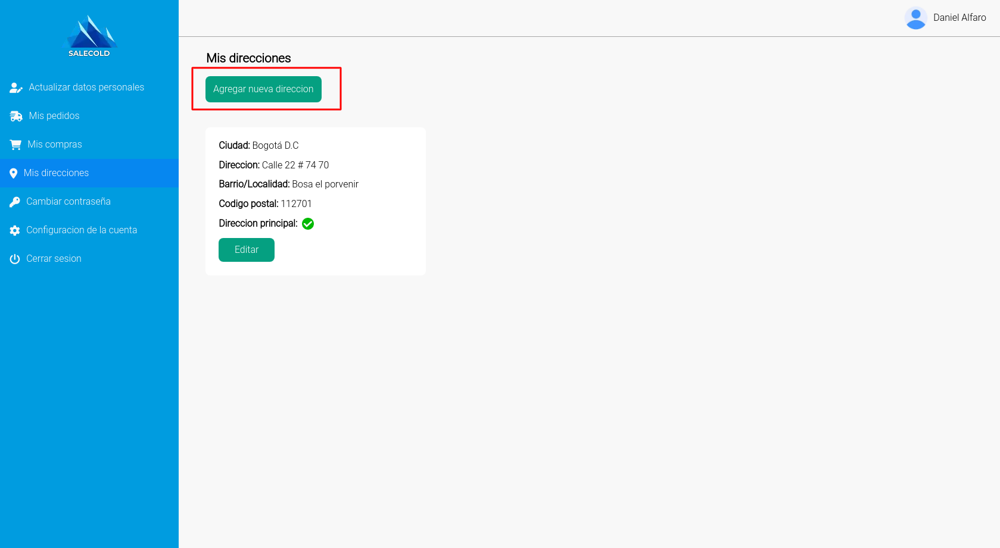 SALECOLD
Actualizar datos personales
Mis pedidos
Mis compras
Mis direcciones
Cambiar contraseña
Configuracion de la cuenta
Cerrar sesion
Daniel Alfaro
Mis direcciones
Agregar nueva direccion
Ciudad: Bogotá D.C
Direccion: Calle 22 # 74 70
Barrio/Localidad: Bosa el porvenir
Codigo postal: 112701
Direccion principal:
Editar